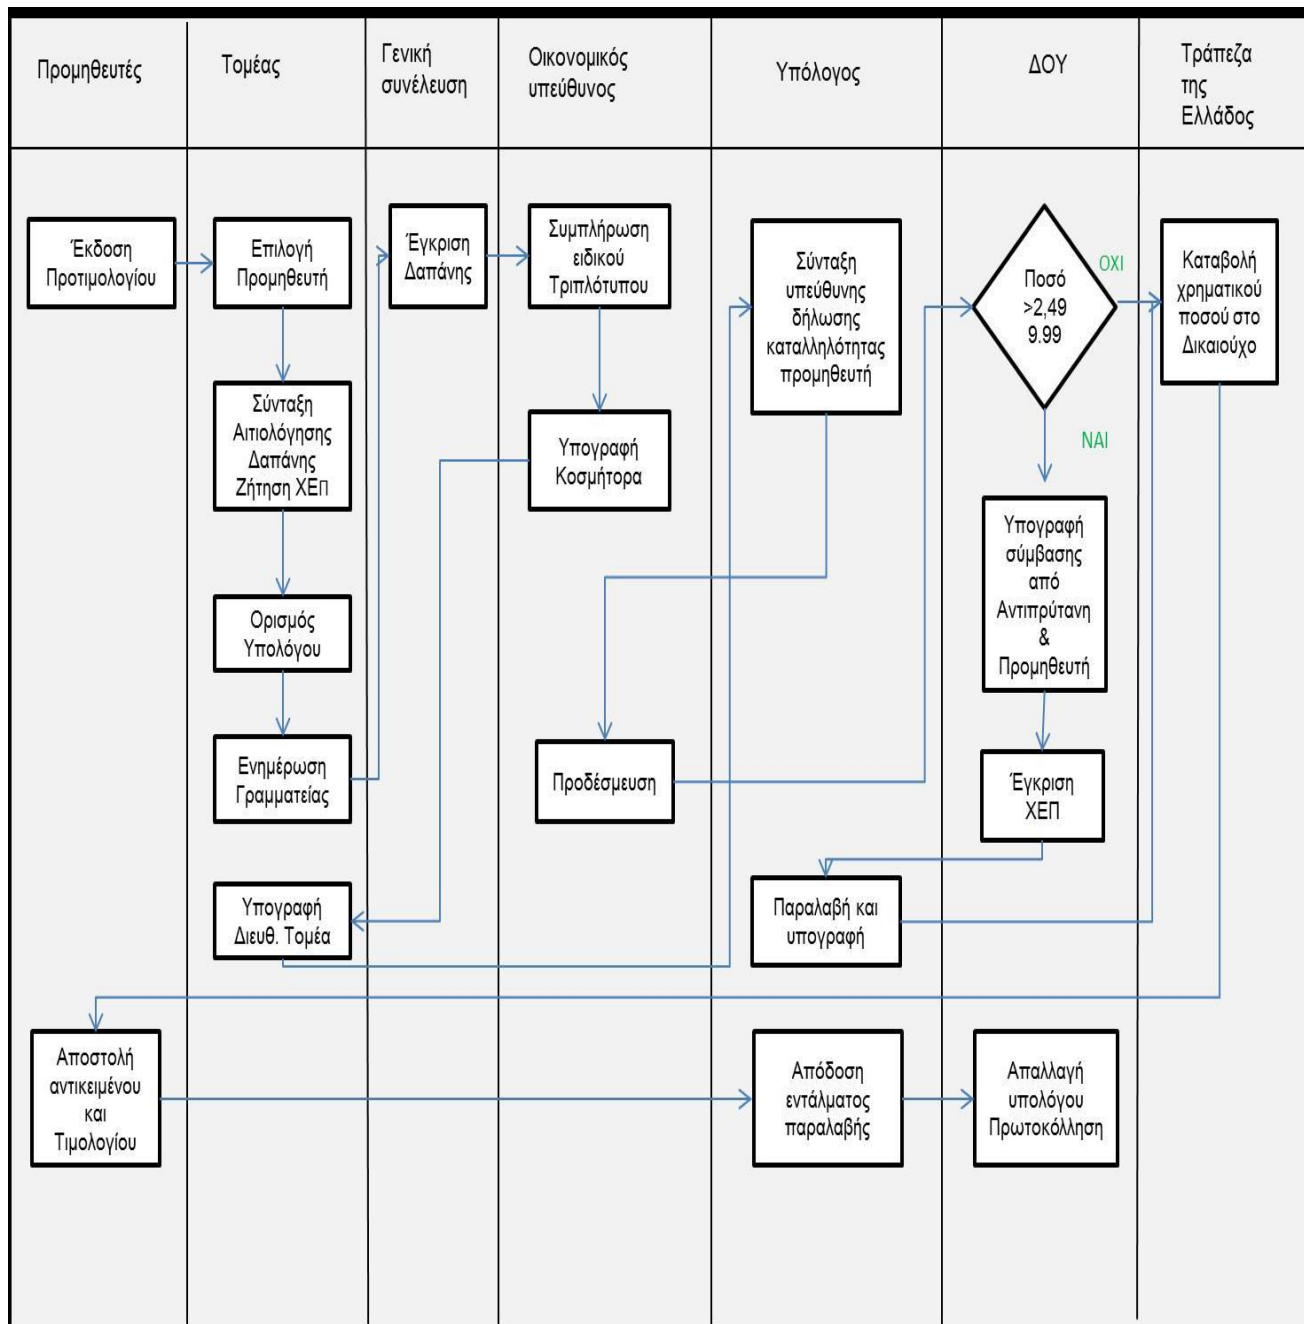 Προμηθευτές
Τομέας
Γενική
συνέλευση
Οικονομικός
υπεύθυνος
Υπόλογος
ΔΟΥ
Τράπεζα
της
Ελλάδος
Έκδοση
Προτιμολογίου
Επιλογή
Προμηθευτή
Έγκριση
Δαπάνης
Συμπλήρωση
ειδικού
Τριπλότυπου
Σύνταξη
υπεύθυνης
δήλωσης
καταλληλότητας
προμηθευτή
Ποσό
>2,49
9.99
ΟΧΙ
Καταβολή
χρηματικού
ποσού στο
Δικαιούχο
Σύνταξη
Αιτιολόγησης
Δαπάνης
Ζήτηση ΧΕΠ
Υπογραφή
Κοσμήτορα
ΝΑΙ
Υπογραφή
σύμβασης
από
Αντιπρύτανη
&
Προμηθευτή
Ορισμός
Υπολόγου
Ενημέρωση
Γραμματείας
Προδέσμευση
Έγκριση
ΧΕΠ
Υπογραφή
Διευθ. Τομέα
Παραλαβή και
υπογραφή
Αποστολή
αντικειμένου
και
Τιμολογίου
Απόδοση
εντάλματος
παραλαβής
Απαλλαγή
υπολόγου
Πρωτοκόλληση